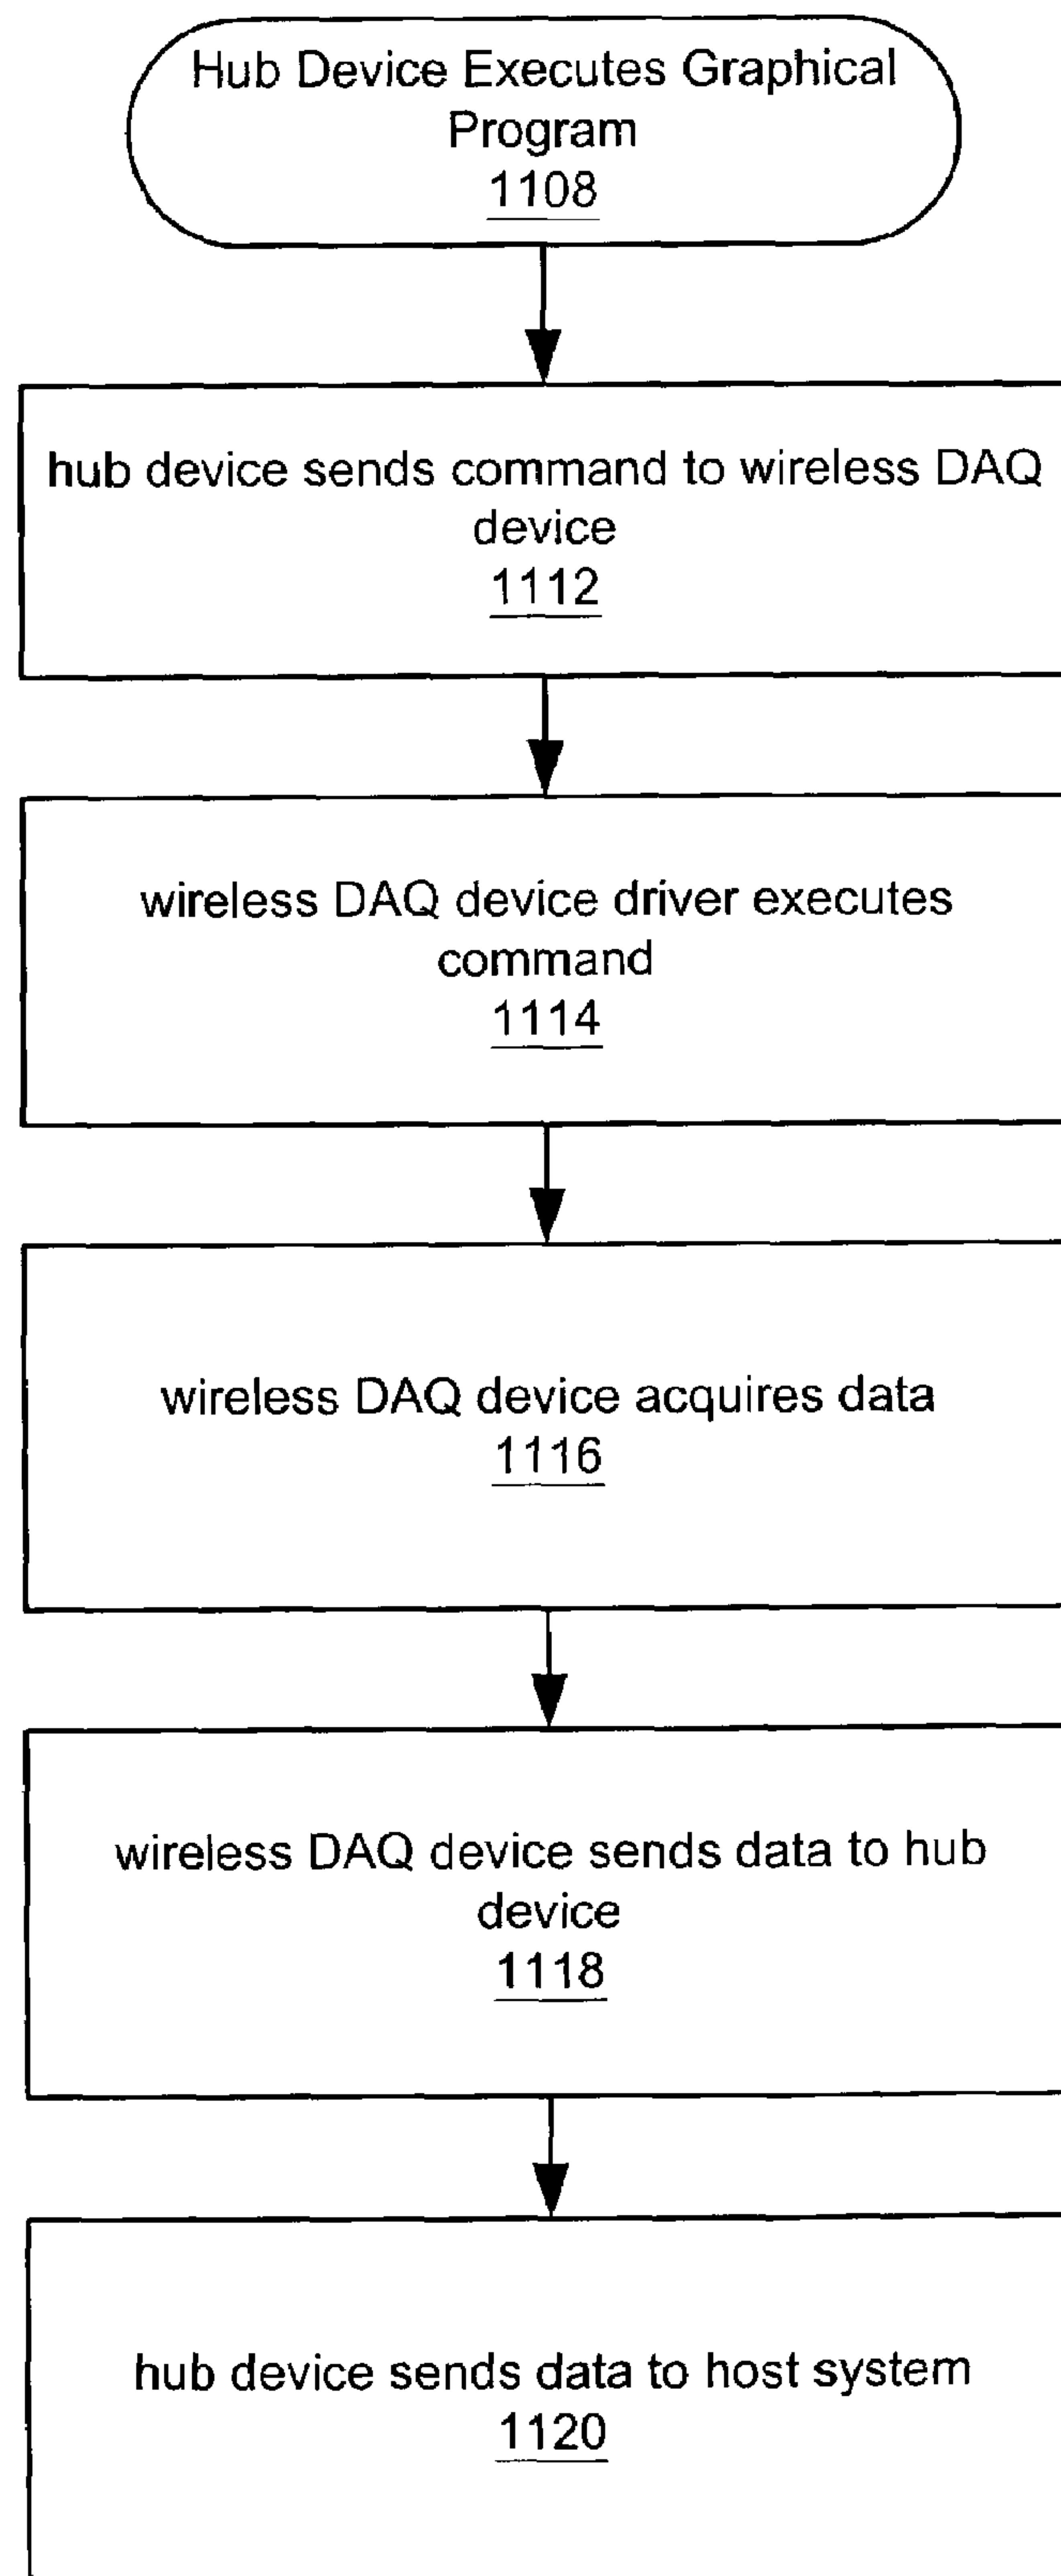 Hub Device Executes Graphical
Program
1108
hub device sends command to wireless DAQ
device
1112
wireless DAQ device driver executes
command
1114
wireless DAQ device acquires data
1116
wireless DAQ device sends data to hub
device
1118
hub device sends data to host system
1120